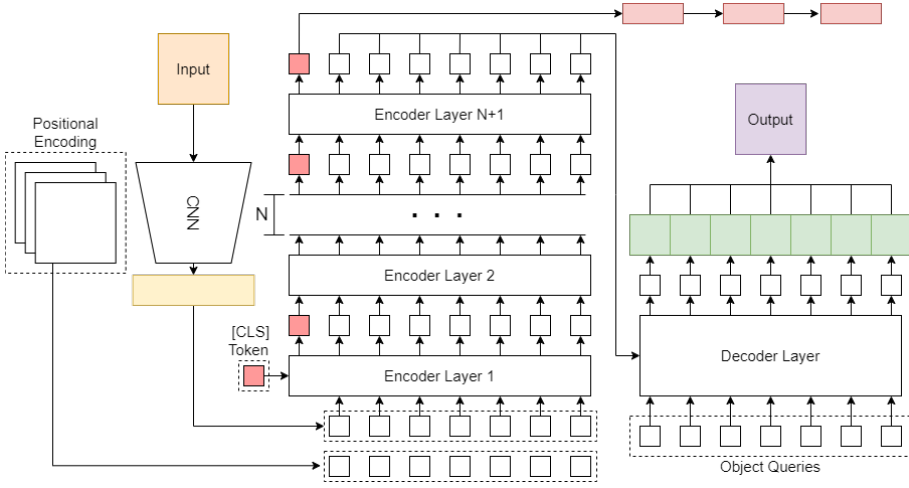 Input
Positional
Encoding
CNN
Encoder Layer N+1
N
. . .
Encoder Layer 2
[CLS]
Token
Encoder Layer 1
Output
Decoder Layer
Object Queries